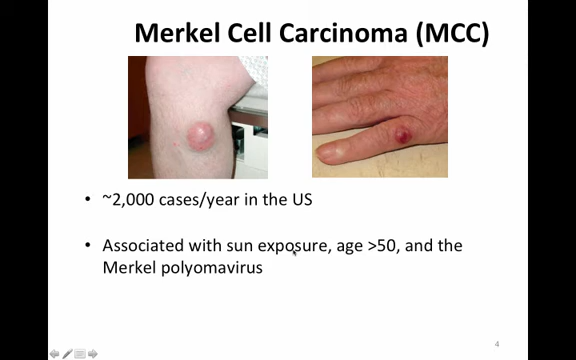 Merkel Cell Carcinoma (MCC)
• ~2,000 cases/year in the US
• Associated with sun exposure, age >50, and the
Merkel polyomavirus
4